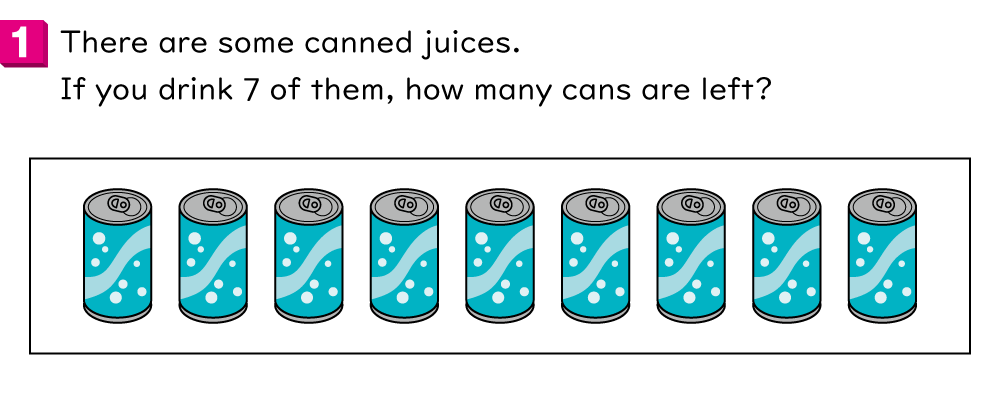 1 There are some canned juices.
If you drink 7 of them, how many cans are left?